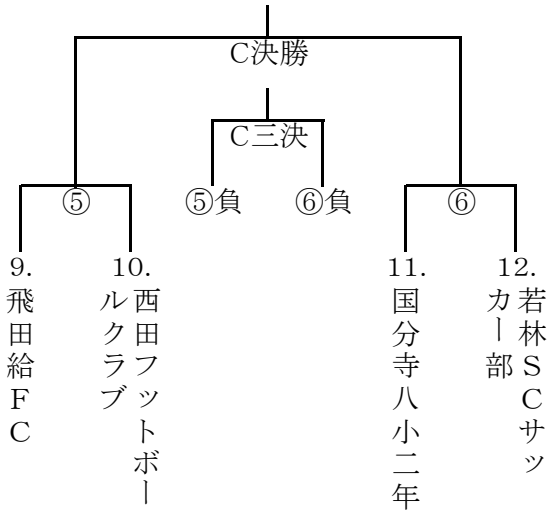 C決勝
C三決
⑤
⑤負
⑥負
⑥
9.
飛田給FC
10.
西田フットボー
ルクラブ
11.
国分寺八小二年
12.
若林SCサッ
カー部